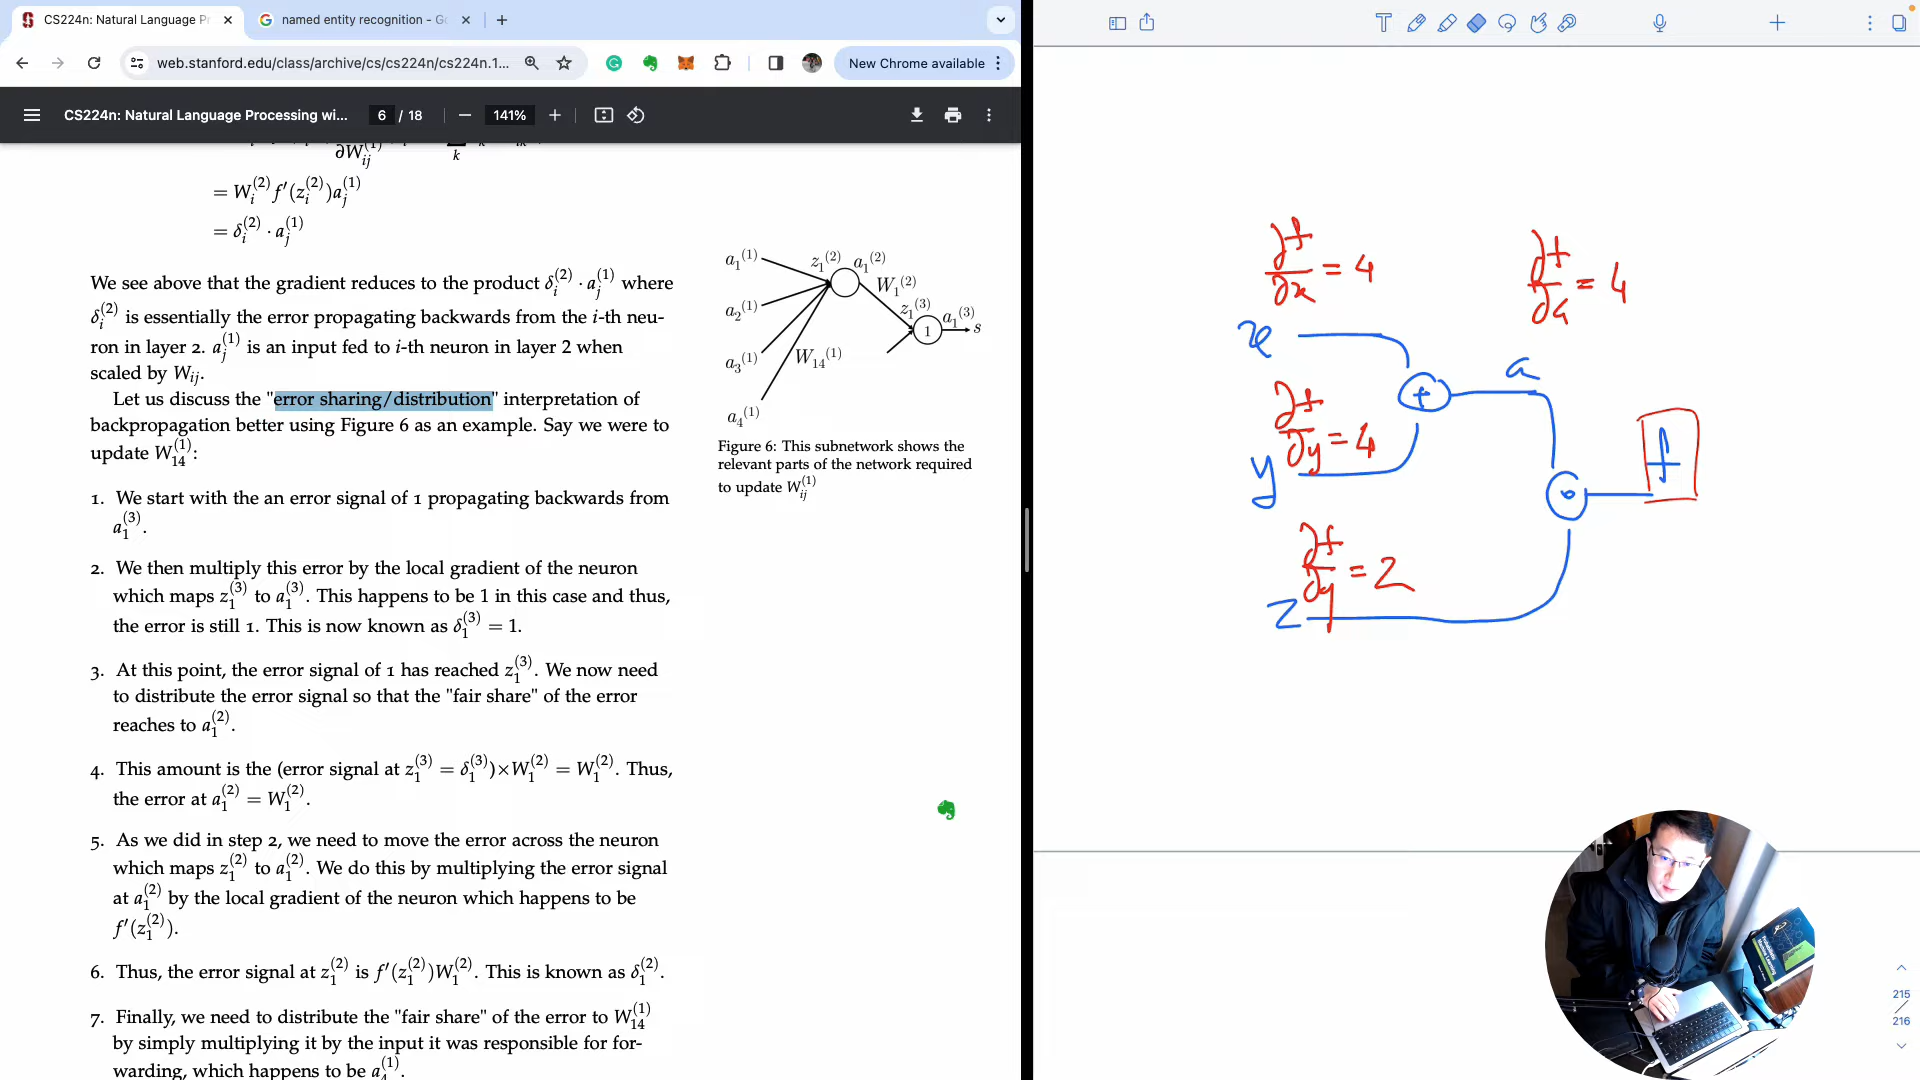 CS224n: Natural Language Pr
named entity recognition - Go
web.stanford.edu/class/archive/cs/cs224n/cs224n.1...
New Chrome available
CS224n: Natural Language Processing wi...
6 / 18
141%
∂W_{ij}^{(1)} k
= W_i^{(2)} f′(z_i^{(2)}) a_j^{(1)}
= δ_i^{(2)} · a_j^{(1)}
We see above that the gradient reduces to the product δ_i^{(2)} · a_j^{(1)} where
δ_i^{(2)} is essentially the error propagating backwards from the i-th neu-
ron in layer 2. a_j^{(1)} is an input fed to i-th neuron in layer 2 when
scaled by W_{ij}.
Let us discuss the "error sharing/distribution" interpretation of
backpropagation better using Figure 6 as an example. Say we were to
update W_{14}^{(1)}:
1. We start with the an error signal of 1 propagating backwards from
a_1^{(3)}.
2. We then multiply this error by the local gradient of the neuron
which maps z_1^{(3)} to a_1^{(3)}. This happens to be 1 in this case and thus,
the error is still 1. This is now known as δ_1^{(3)} = 1.
3. At this point, the error signal of 1 has reached z_1^{(3)}. We now need
to distribute the error signal so that the "fair share" of the error
reaches to a_1^{(2)}.
4. This amount is the (error signal at z_1^{(3)} = δ_1^{(3)})×W_1^{(2)} = W_1^{(2)}. Thus,
the error at a_1^{(2)} = W_1^{(2)}.
5. As we did in step 2, we need to move the error across the neuron
which maps z_1^{(2)} to a_1^{(2)}. We do this by multiplying the error signal
at a_1^{(2)} by the local gradient of the neuron which happens to be
f′(z_1^{(2)}).
6. Thus, the error signal at z_1^{(2)} is f′(z_1^{(2)})W_1^{(2)}. This is known as δ_1^{(2)}.
7. Finally, we need to distribute the "fair share" of the error to W_{14}^{(1)}
by simply multiplying it by the input it was responsible for for-
warding, which happens to be a_4^{(1)}.
a_1^{(1)} z_1^{(2)} a_1^{(2)}
W_1^{(2)}
a_2^{(1)} z_1^{(3)} a_1^{(3)}
1 s
a_3^{(1)} W_{14}^{(1)}
a_4^{(1)}
Figure 6: This subnetwork shows the
relevant parts of the network required
to update W_{ij}^{(1)}
∂f/∂x = 4
∂f/∂a = 4
x
a
+
∂f/∂y = 4
y
f
∂f/∂y = 2
z
215
216